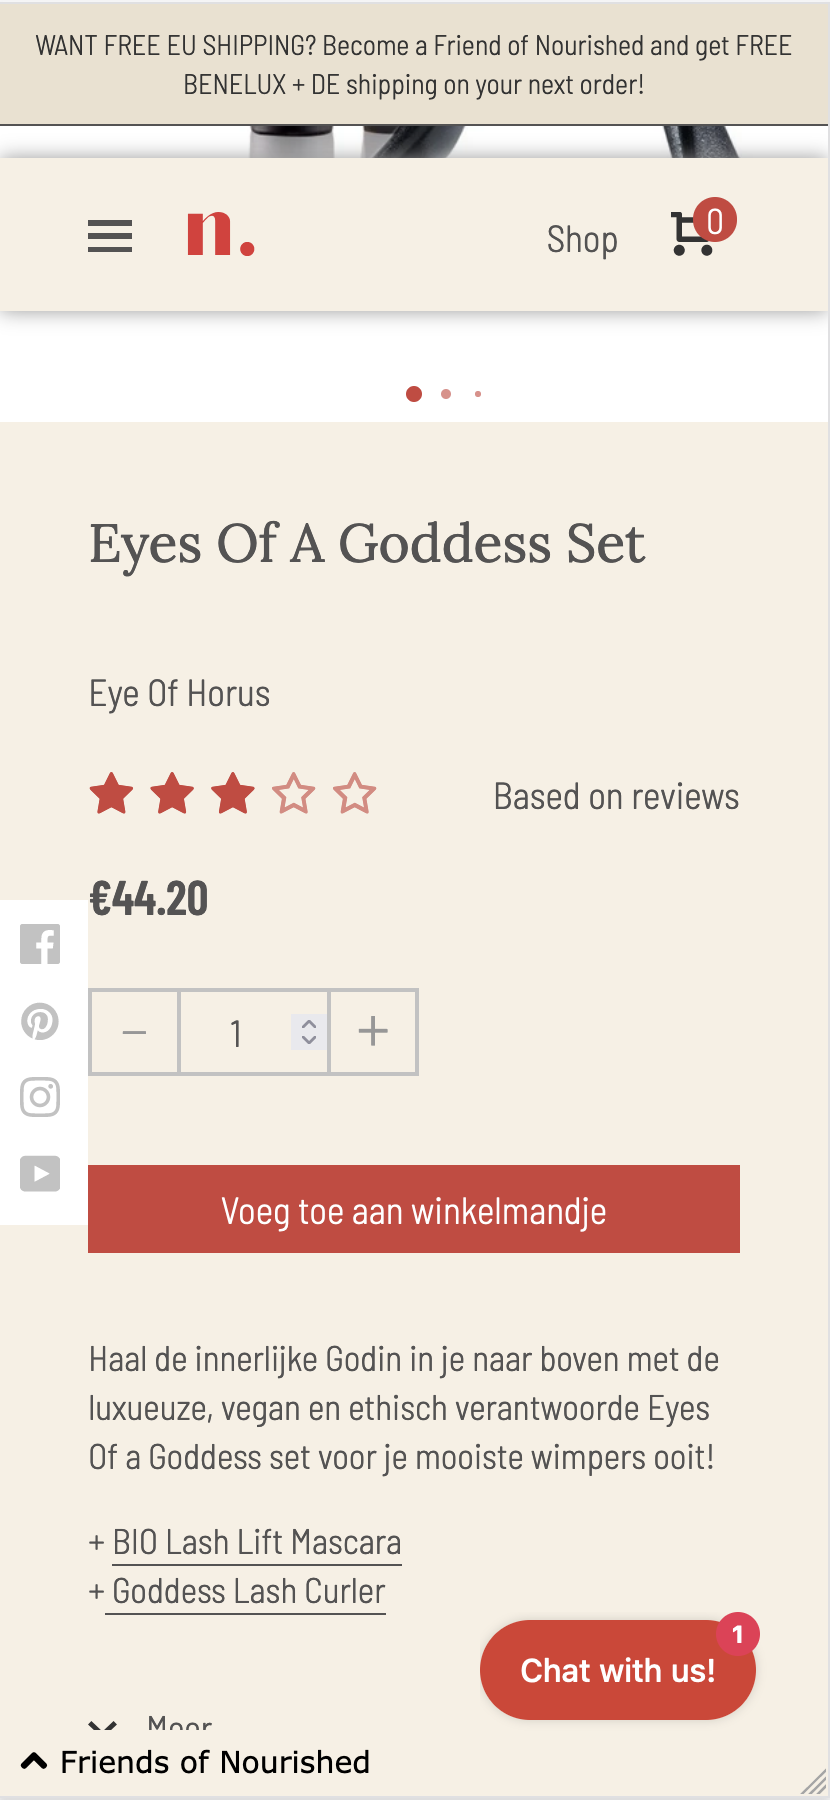 WANT FREE EU SHIPPING? Become a Friend of Nourished and get FREE
BENELUX + DE shipping on your next order!
n.
Shop
0
Eyes Of A Goddess Set
Eye Of Horus
Based on reviews
€44.20
− 1 +
Voeg toe aan winkelmandje
Haal de innerlijke Godin in je naar boven met de
luxueuze, vegan en ethisch verantwoorde Eyes
Of a Goddess set voor je mooiste wimpers ooit!
+ BIO Lash Lift Mascara
+ Goddess Lash Curler
1
Chat with us!
Meer
Friends of Nourished